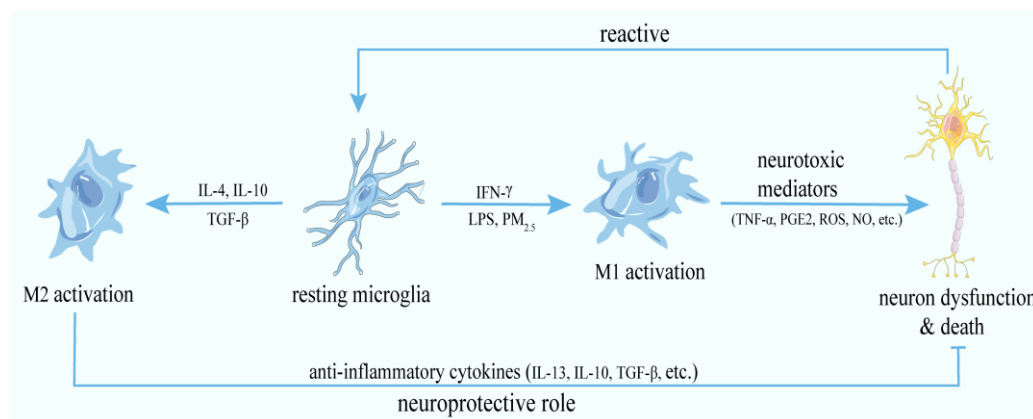 reactive
IL-4, IL-10
TGF-β
IFN-γ
LPS, PM2.5
neurotoxic
mediators
(TNF-α, PGE2, ROS, NO, etc.)
M2 activation
resting microglia
M1 activation
neuron dysfunction
& death
anti-inflammatory cytokines (IL-13, IL-10, TGF-β, etc.)
neuroprotective role